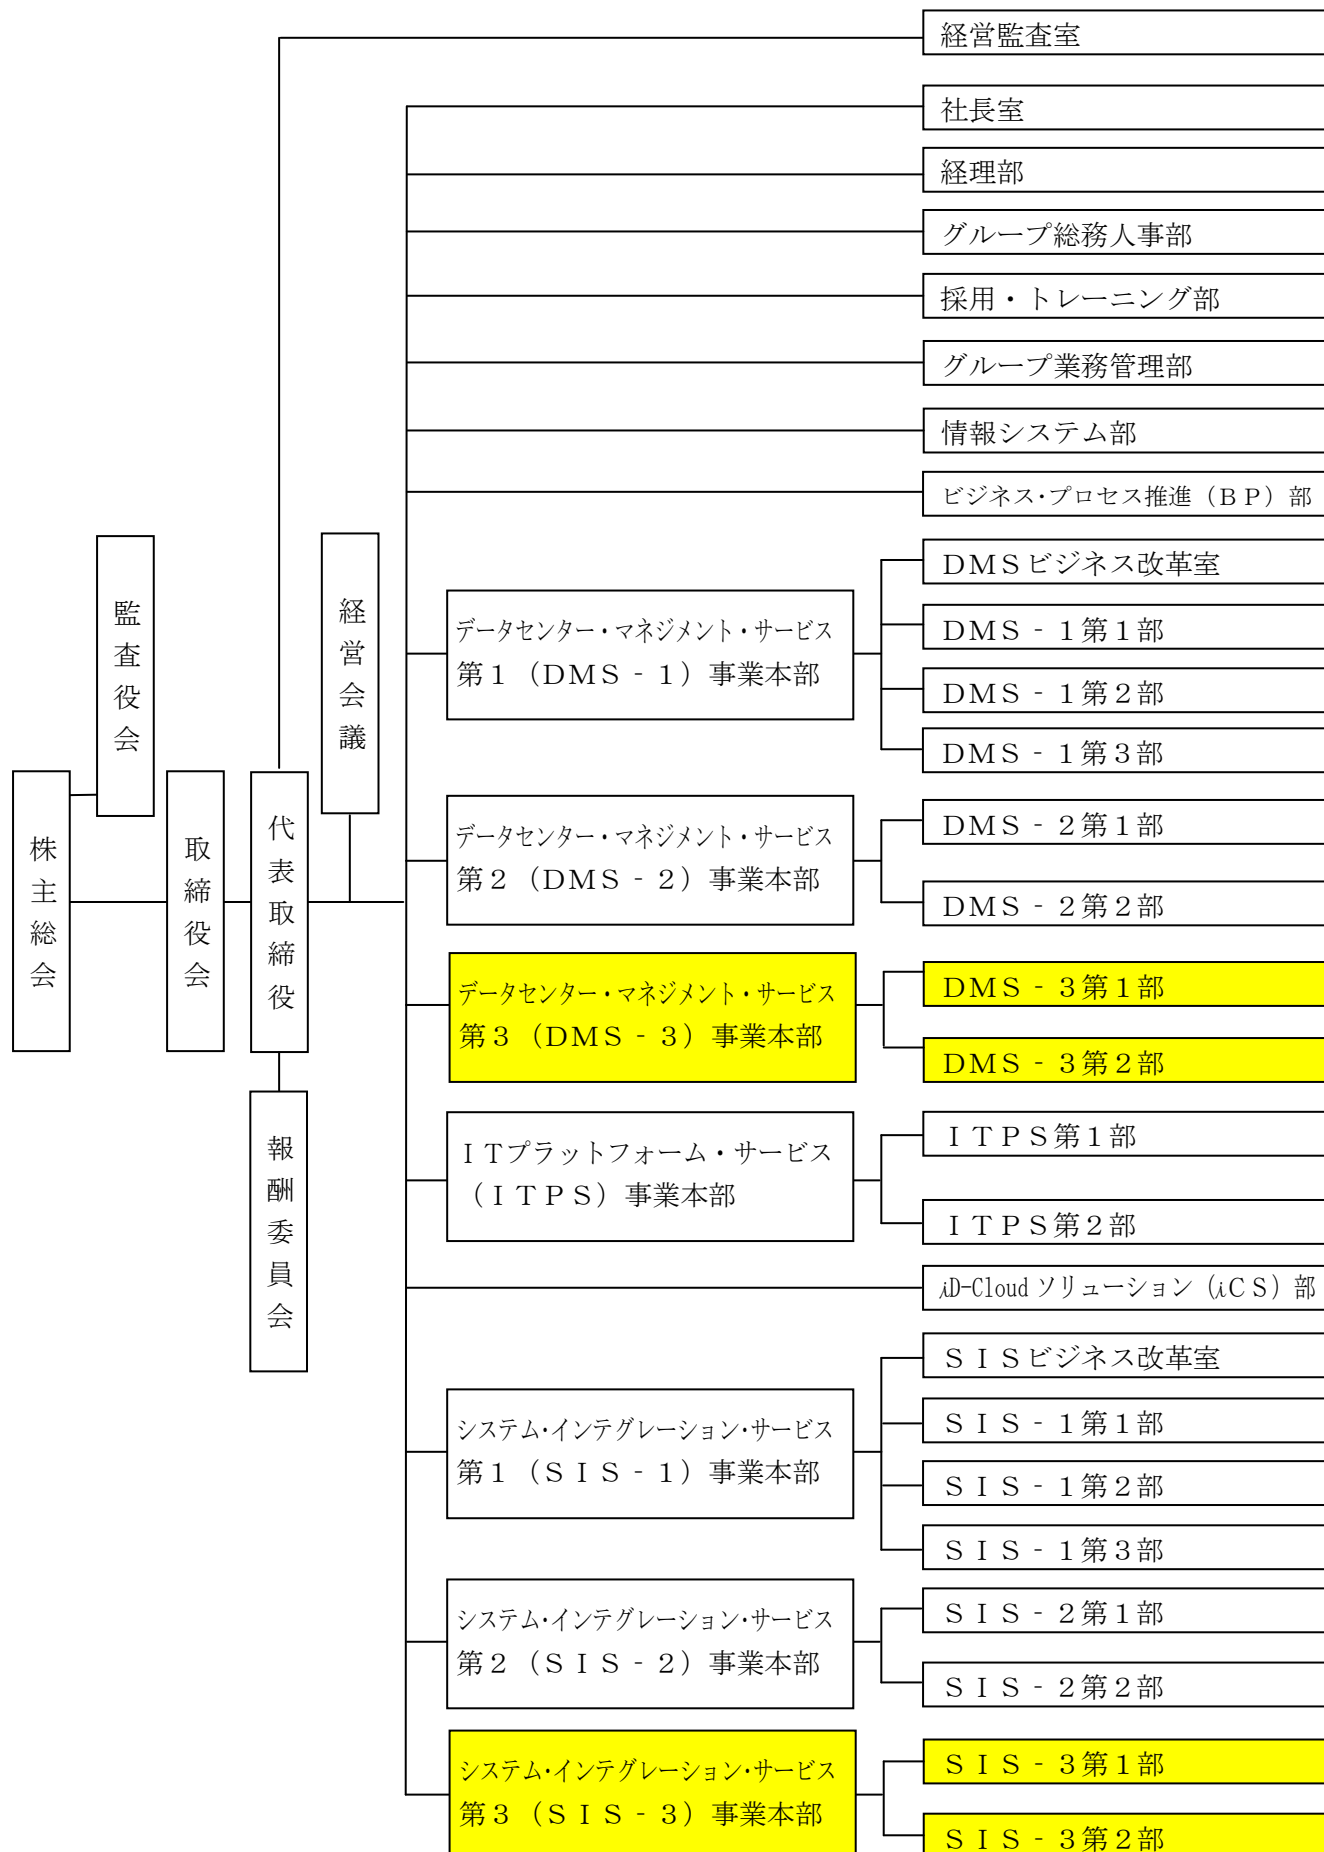 経営監査室
社長室
経理部
グループ総務人事部
採用・トレーニング部
グループ業務管理部
情報システム部
ビジネス・プロセス推進（ＢＰ）部
監査役会
経営会議
株主総会
取締役会
代表取締役
報酬委員会
データセンター・マネジメント・サービス
第１（ＤＭＳ‐１）事業本部
ＤＭＳビジネス改革室
ＤＭＳ‐１第１部
ＤＭＳ‐１第２部
ＤＭＳ‐１第３部
データセンター・マネジメント・サービス
第２（ＤＭＳ‐２）事業本部
ＤＭＳ‐２第１部
ＤＭＳ‐２第２部
データセンター・マネジメント・サービス
第３（ＤＭＳ‐３）事業本部
ＤＭＳ‐３第１部
ＤＭＳ‐３第２部
ＩＴプラットフォーム・サービス
（ＩＴＰＳ）事業本部
ＩＴＰＳ第１部
ＩＴＰＳ第２部
iD-Cloudソリューション（iＣＳ）部
システム・インテグレーション・サービス
第１（ＳＩＳ‐１）事業本部
ＳＩＳビジネス改革室
ＳＩＳ‐１第１部
ＳＩＳ‐１第２部
ＳＩＳ‐１第３部
システム・インテグレーション・サービス
第２（ＳＩＳ‐２）事業本部
ＳＩＳ‐２第１部
ＳＩＳ‐２第２部
システム・インテグレーション・サービス
第３（ＳＩＳ‐３）事業本部
ＳＩＳ‐３第１部
ＳＩＳ‐３第２部